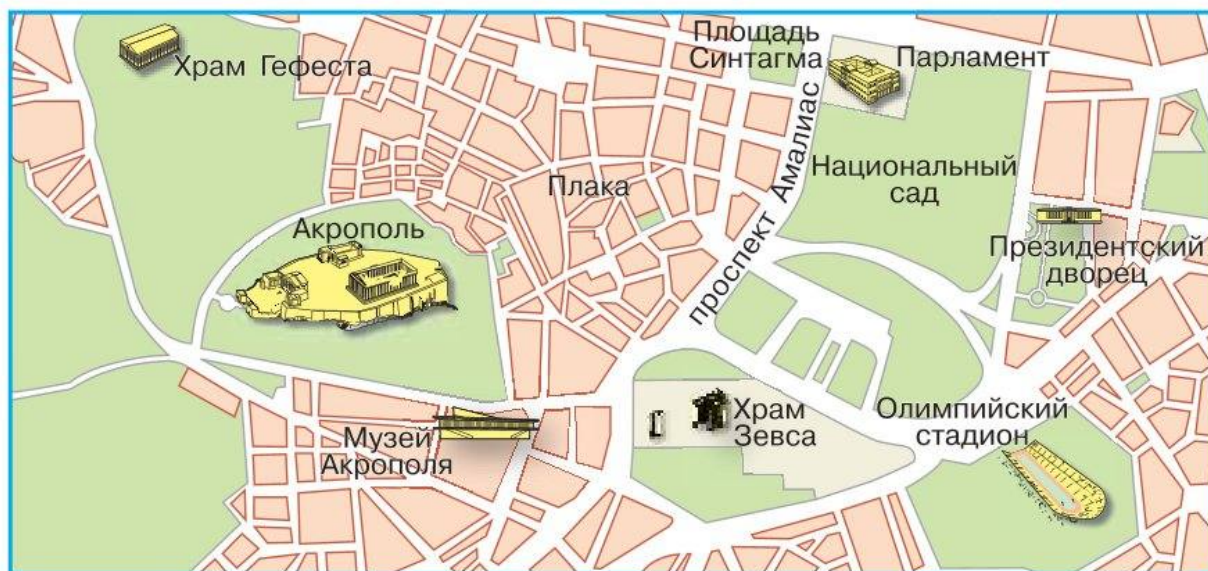 Храм Гефеста
Площадь
Синтагма
Парламент
проспект Амалиас
Национальный
сад
Плака
Акрополь
Президентский
дворец
Музей
Акрополя
Храм
Зевса
Олимпийский
стадион